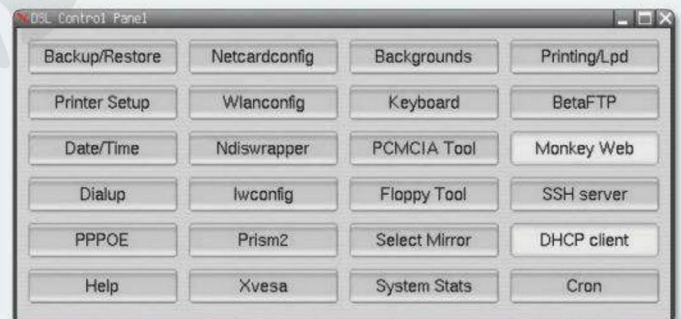 DSL Control Panel
Backup/Restore Netcardconfig Backgrounds Printing/Lpd
Printer Setup Wlanconfig Keyboard BetaFTP
Date/Time Ndiswrapper PCMCIA Tool Monkey Web
Dialup Iwconfig Floppy Tool SSH server
PPPOE Prism2 Select Mirror DHCP client
Help Xvesa System Stats Cron